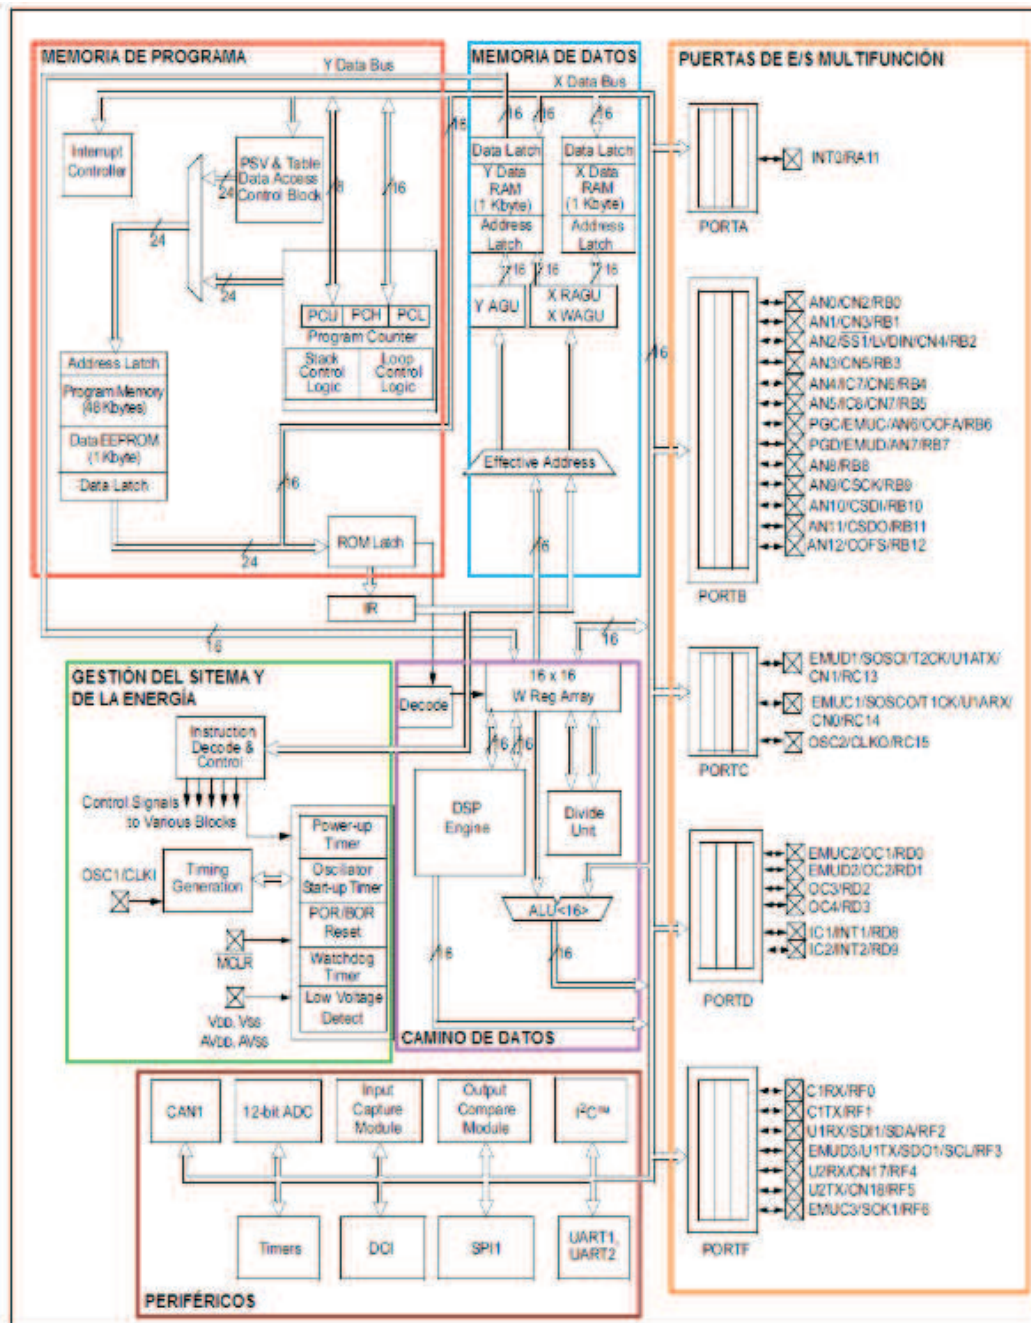 MEMORIA DE PROGRAMA
Y Data Bus
Interrupt
Controller
PSV & Table
Data Access
Control Block
24
8
16
24
24
PCU PCH PCL
Program Counter
Stack
Control
Logic
Loop
Control
Logic
Address Latch
Program Memory
(48 Kbytes)
Data EEPROM
(1 Kbyte)
Data Latch
16
24
ROM Latch
IR
16
MEMORIA DE DATOS
X Data Bus
16
16
16
16
Data Latch
Y Data
RAM
(1 Kbyte)
Address
Latch
Data Latch
X Data
RAM
(1 Kbyte)
Address
Latch
16
16
16
Y AGU
X RAGU
X WAGU
Effective Address
16
16
PUERTAS DE E/S MULTIFUNCIÓN
INT0/RA11
PORTA
AN0/CN2/RB0
AN1/CN3/RB1
AN2/SS1/LVDIN/CN4/RB2
AN3/CN5/RB3
AN4/IC7/CN6/RB4
AN5/IC8/CN7/RB5
PGC/EMUC/AN6/OCFA/RB6
PGD/EMUD/AN7/RB7
AN8/RB8
AN9/CSCK/RB9
AN10/CSDI/RB10
AN11/CSDO/RB11
AN12/COFS/RB12
PORTB
EMUD1/SOSCI/T2CK/U1ATX/
CN1/RC13
EMUC1/SOSCO/T1CK/U1ARX/
CN0/RC14
OSC2/CLKO/RC15
PORTC
EMUC2/OC1/RD0
EMUD2/OC2/RD1
OC3/RD2
OC4/RD3
IC1/INT1/RD8
IC2/INT2/RD9
PORTD
C1RX/RF0
C1TX/RF1
U1RX/SDI1/SDA/RF2
EMUD3/U1TX/SDO1/SCL/RF3
U2RX/CN17/RF4
U2TX/CN18/RF5
EMUC3/SCK1/RF6
PORTF
GESTIÓN DEL SITEMA Y
DE LA ENERGÍA
Instruction
Decode &
Control
Control Signals
to Various Blocks
OSC1/CLKI
Timing
Generation
MCLR
VDD, VSS
AVDD, AVSS
Power-up
Timer
Oscillator
Start-up Timer
POR/BOR
Reset
Watchdog
Timer
Low Voltage
Detect
Decode
16 x 16
W Reg Array
16
16
16
DSP
Engine
Divide
Unit
ALU<16>
16
16
CAMINO DE DATOS
CAN1
12-bit ADC
Input
Capture
Module
Output
Compare
Module
I²C™
Timers
DCI
SPI1
UART1,
UART2
PERIFÉRICOS